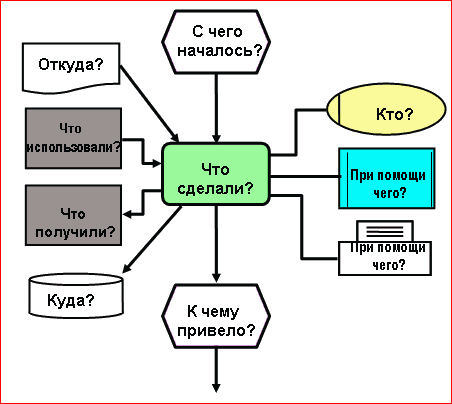 С чего
началось?
Откуда?
Что
использовали?
Кто?
Что
сделали?
При помощи
чего?
Что
получили?
При помощи
чего?
Куда?
К чему
привело?